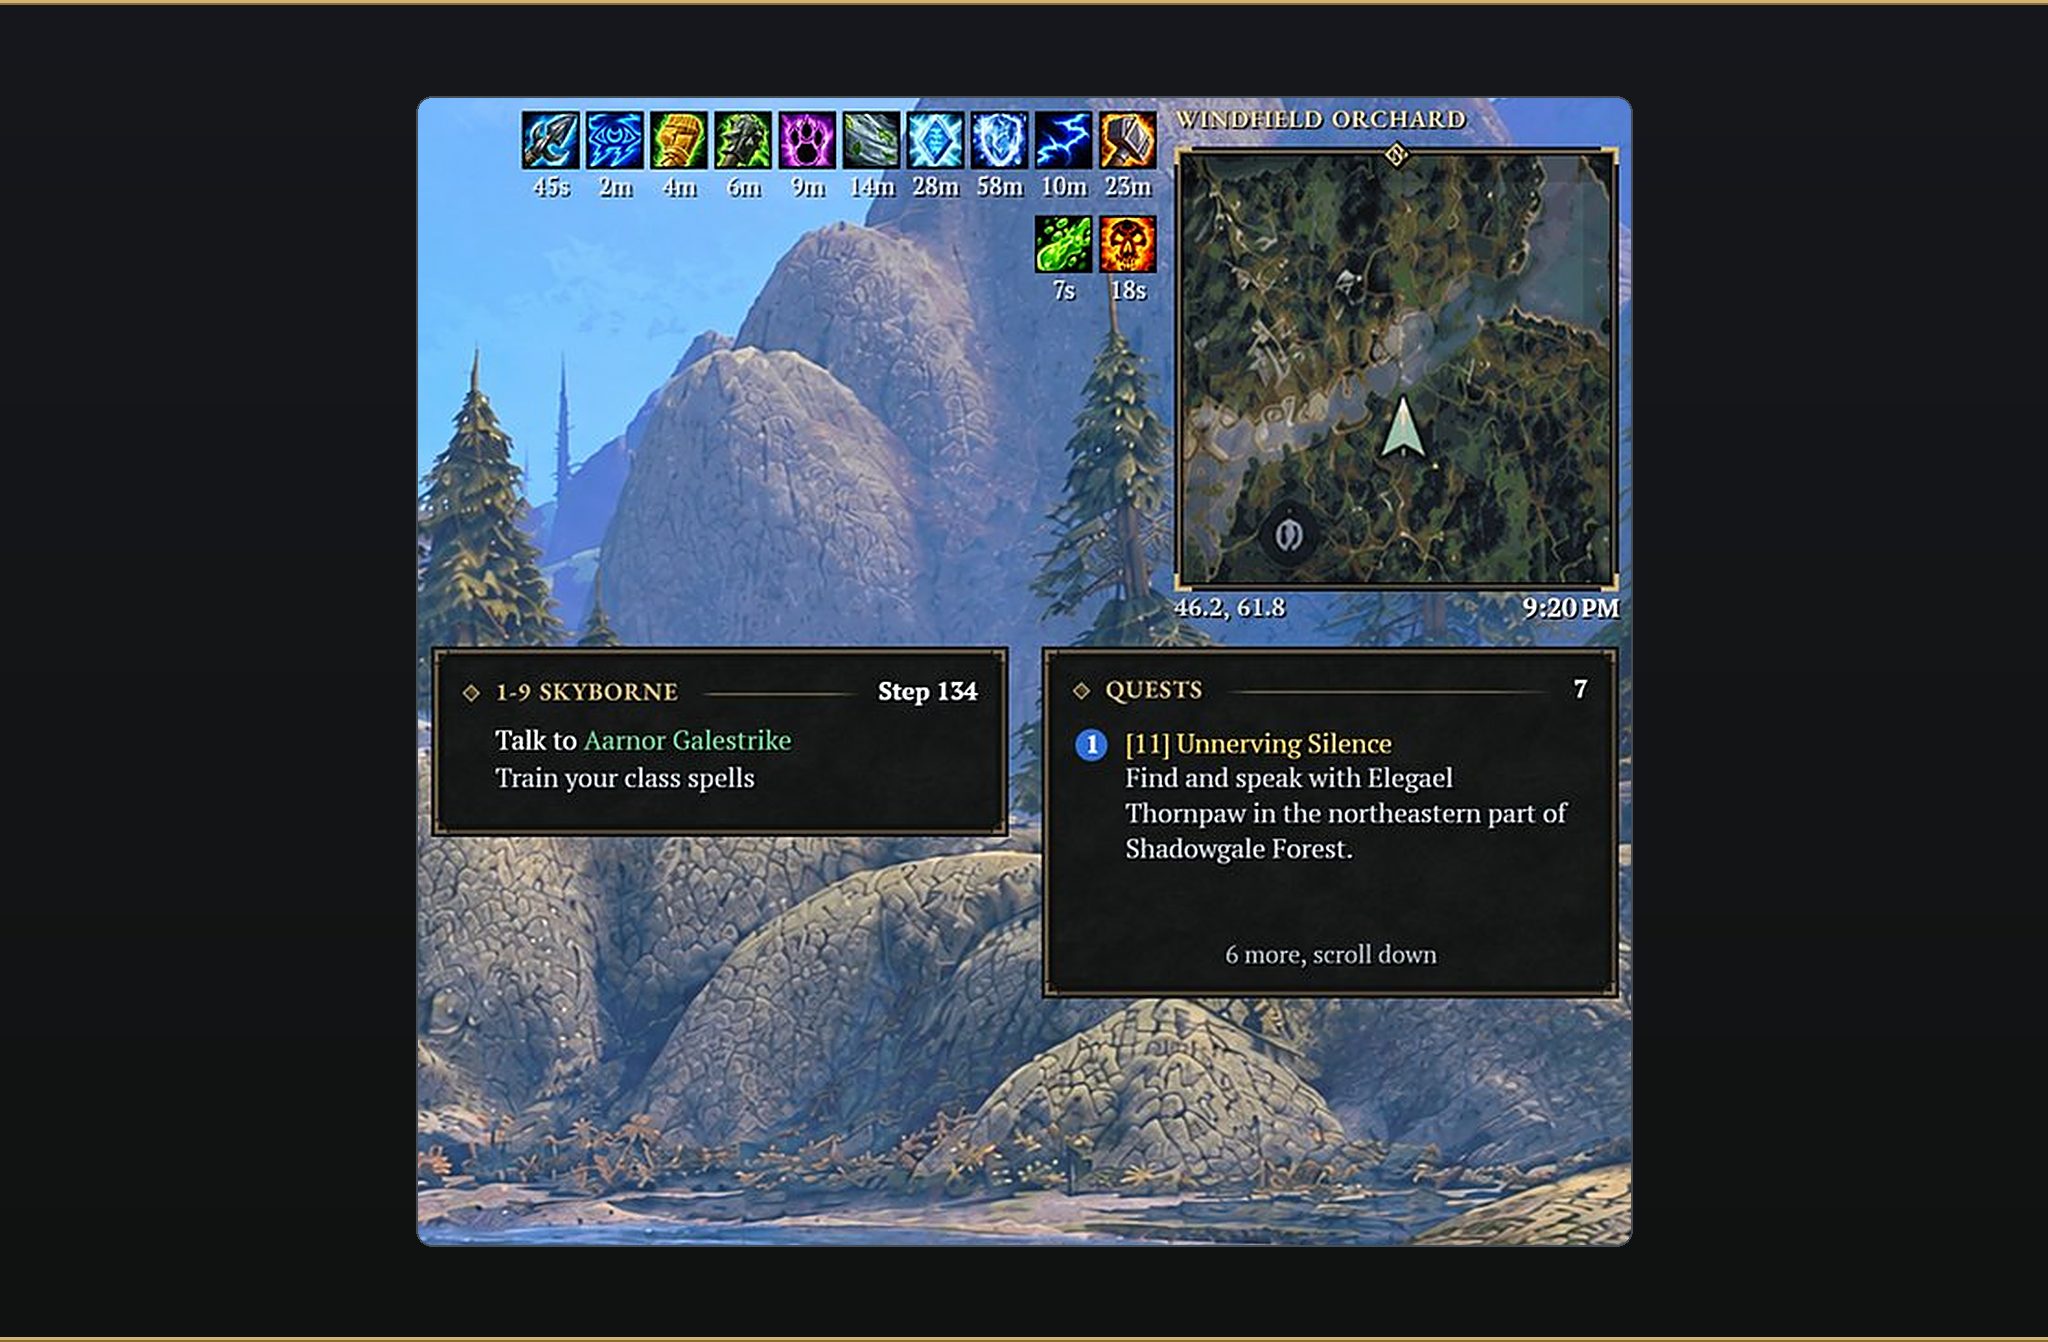 WINDFIELD ORCHARD
45s 2m 4m 6m 9m 14m 28m 58m 10m 23m
7s 18s
46.2, 61.8 9:20 PM
1-9 SKYBORNE Step 134
Talk to Aarnor Galestrike
Train your class spells
QUESTS 7
1 [11] Unnerving Silence
Find and speak with Elegael
Thornpaw in the northeastern part of
Shadowgale Forest.
6 more, scroll down